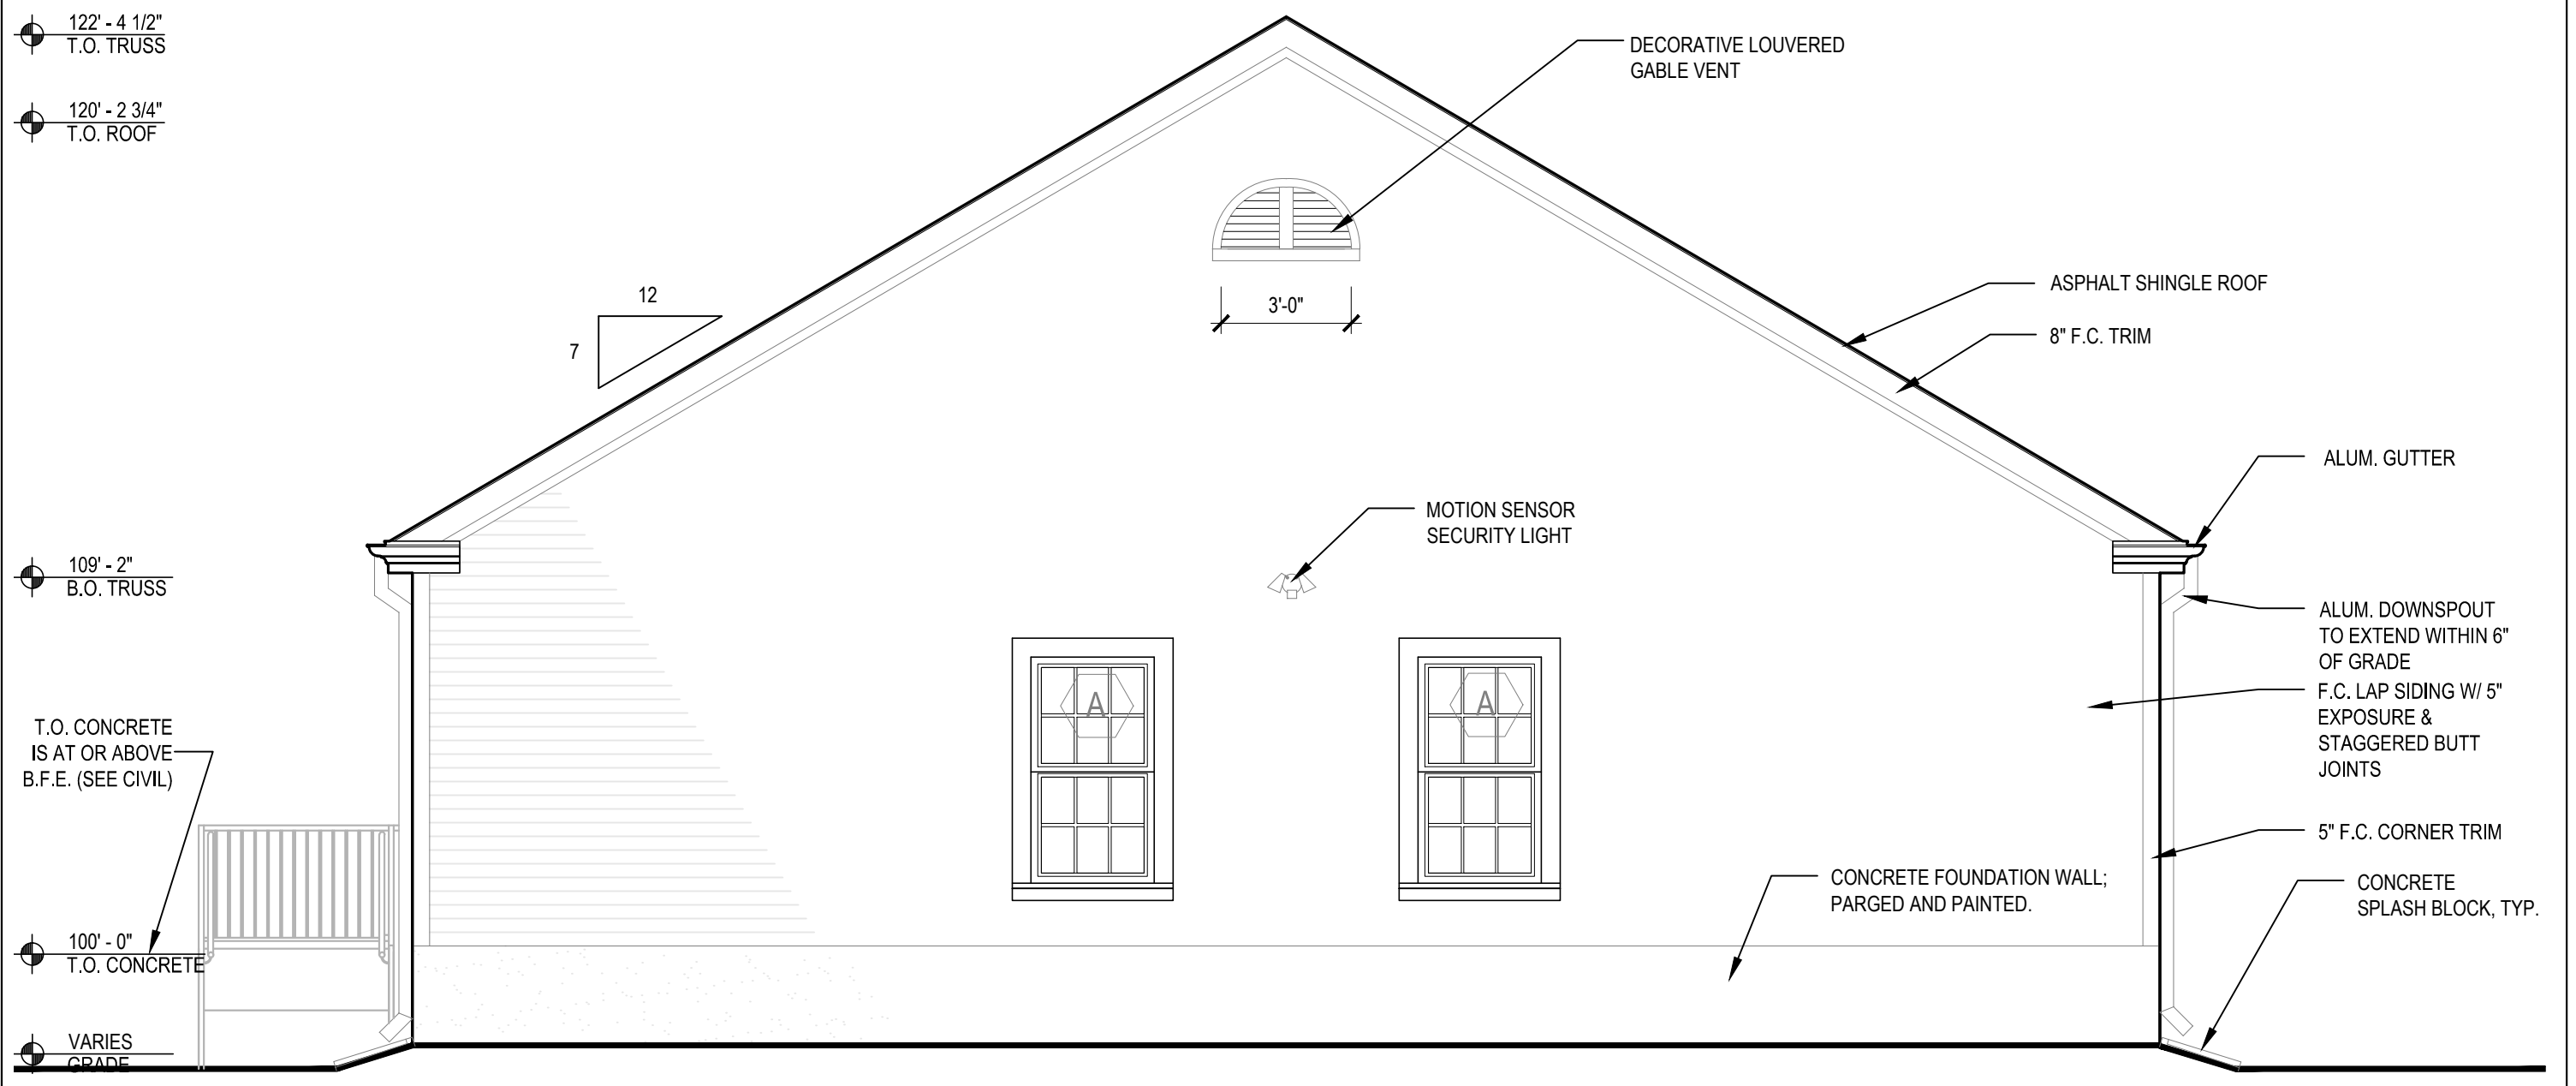 122' - 4 1/2"
T.O. TRUSS
120' - 2 3/4"
T.O. ROOF
DECORATIVE LOUVERED
GABLE VENT
12
7
3'-0"
ASPHALT SHINGLE ROOF
8" F.C. TRIM
ALUM. GUTTER
MOTION SENSOR
SECURITY LIGHT
109' - 2"
B.O. TRUSS
ALUM. DOWNSPOUT
TO EXTEND WITHIN 6"
OF GRADE
F.C. LAP SIDING W/ 5"
EXPOSURE &
STAGGERED BUTT
JOINTS
A
A
T.O. CONCRETE
IS AT OR ABOVE
B.F.E. (SEE CIVIL)
5" F.C. CORNER TRIM
CONCRETE FOUNDATION WALL;
PARGED AND PAINTED.
CONCRETE
SPLASH BLOCK, TYP.
100' - 0"
T.O. CONCRETE
VARIES
GRADE